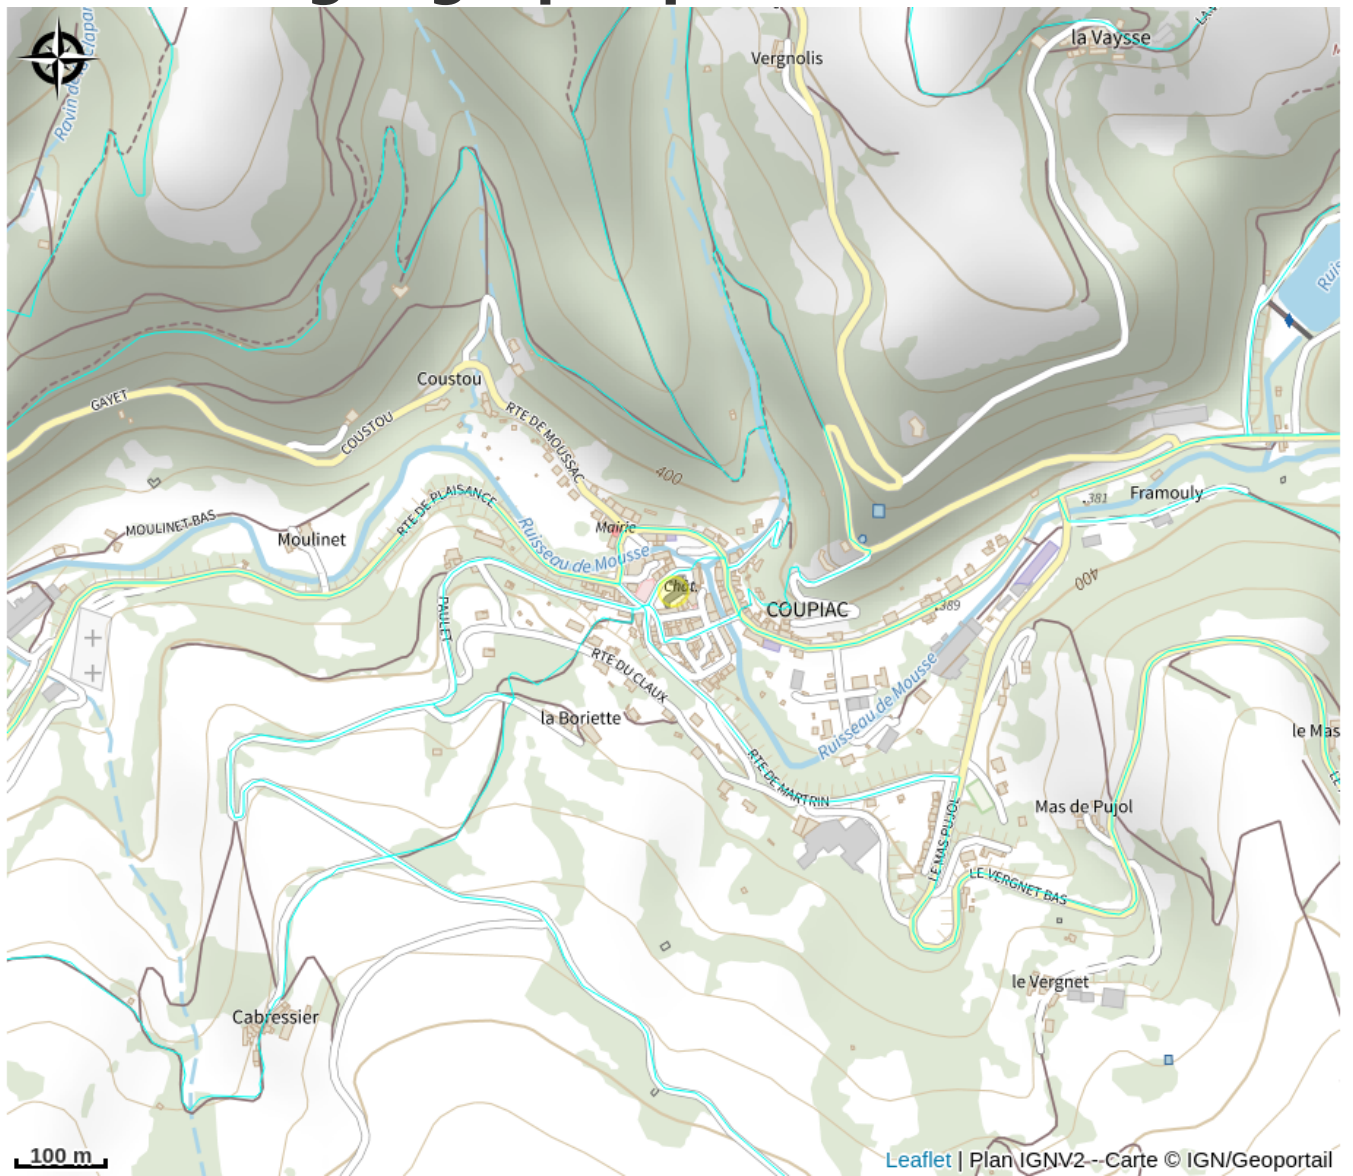 la Vaysse
Vergnolis
Ravin de
Coustou
GAYET
COUSTOU
RTE DE MOUSSAC
400
RTE DE PLAISANCE
.381
Framouly
MOULINET-BAS
Moulinet
Mairie
Ruisseau de Mousse
Chât.
400
COUPIAC
389
PAULET
RTE DU CLAUX
Ruisseau de Mousse
la Boriette
le Mas
RTE DE MARTRIN
Mas de Pujol
LE MAS PUJOL
LE VERGNET BAS
le Vergnet
Cabressier
100 m
Leaflet | Plan IGNV2 - Carte © IGN/Geoportail